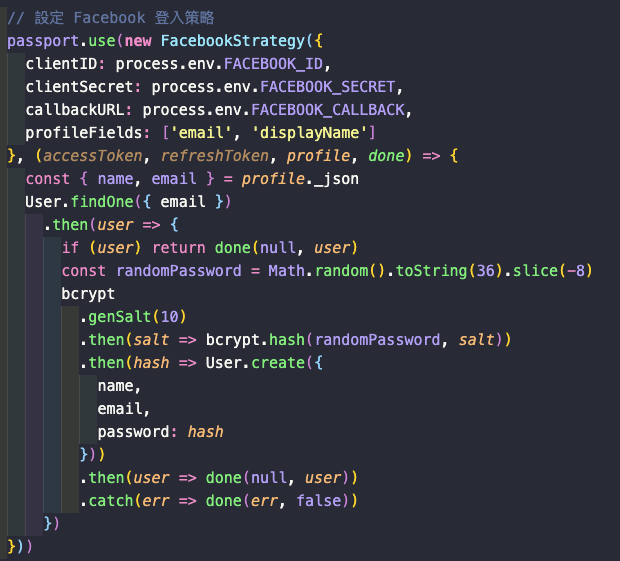 // 設定 Facebook 登入策略
passport.use(new FacebookStrategy({
  clientID: process.env.FACEBOOK_ID,
  clientSecret: process.env.FACEBOOK_SECRET,
  callbackURL: process.env.FACEBOOK_CALLBACK,
  profileFields: ['email', 'displayName']
}, (accessToken, refreshToken, profile, done) => {
  const { name, email } = profile._json
  User.findOne({ email })
    .then(user => {
      if (user) return done(null, user)
      const randomPassword = Math.random().toString(36).slice(-8)
      bcrypt
        .genSalt(10)
        .then(salt => bcrypt.hash(randomPassword, salt))
        .then(hash => User.create({
          name,
          email,
          password: hash
        }))
        .then(user => done(null, user))
        .catch(err => done(err, false))
    })
}))